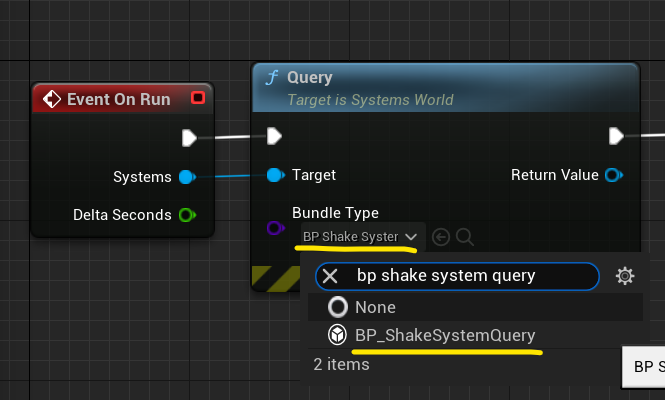 Query
Event On Run
Target is Systems World
Systems
Target
Return Value
Delta Seconds
Bundle Type
BP Shake Syster
bp shake system query
None
BP_ShakeSystemQuery
2 items
BP S